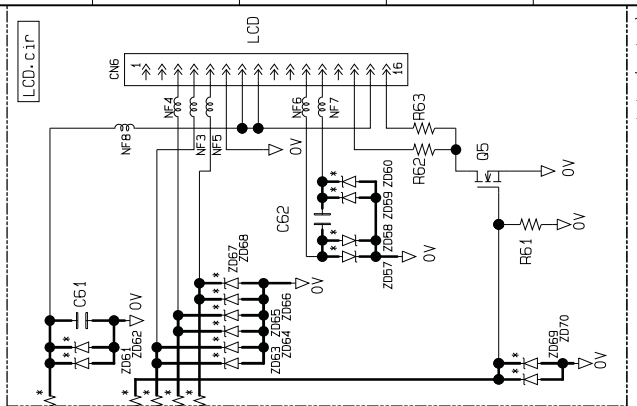 LCD.cir
LCD
CN6
1
16
NF4
NF3
NF5
NF6
NF7
NF8
R63
R62
Q5
0V
0V
0V
R61
C62
ZD60
ZD59
ZD58
ZD57
0V
C61
0V
ZD61
ZD62
ZD67
ZD68
ZD65
ZD66
ZD63
ZD64
0V
ZD69
ZD70
0V
* * * * * * * * * * * * * * * * * *